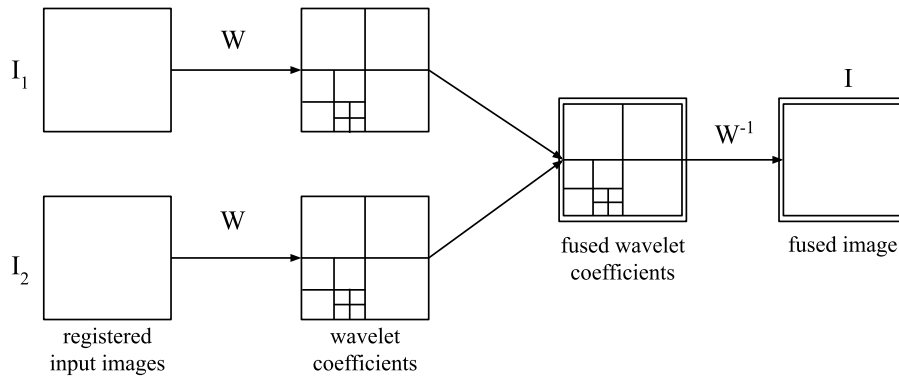 I₁
W
I₂
W
registered
input images
wavelet
coefficients
fused wavelet
coefficients
W⁻¹
I
fused image